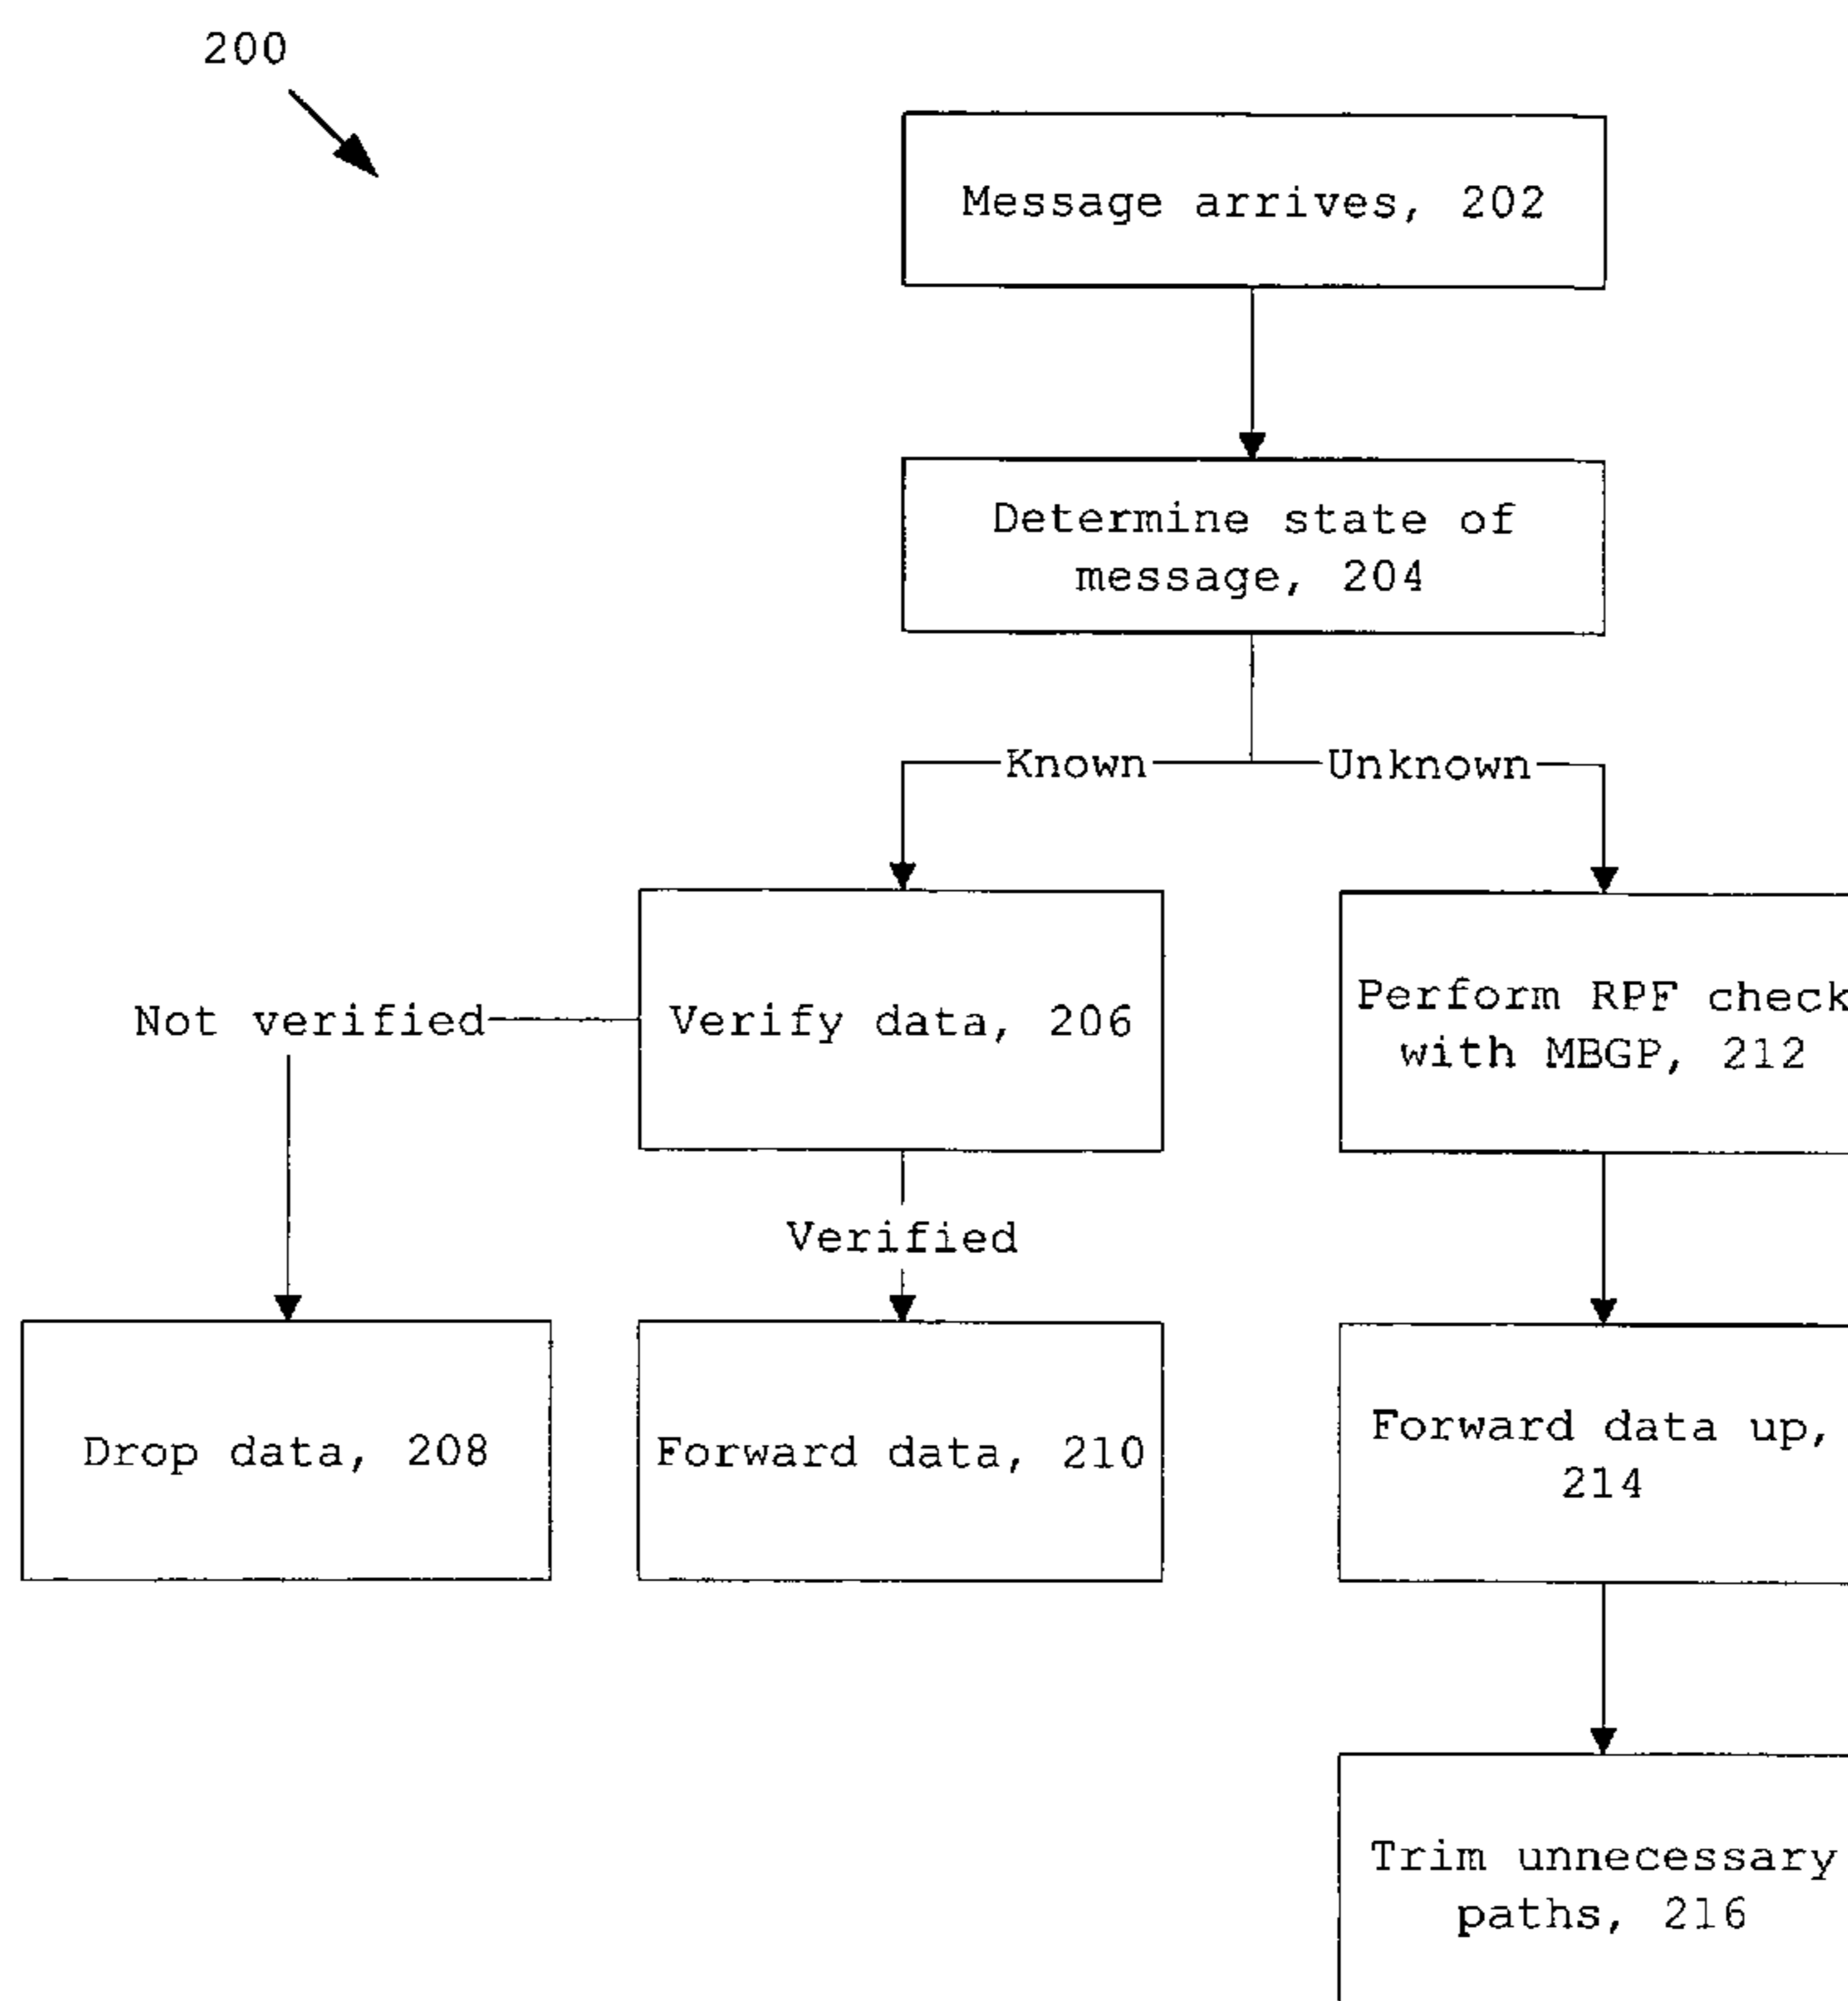 200
Message arrives, 202
Determine state of
message, 204
Known
Unknown
Not verified
Verify data, 206
Perform RPF check
with MBGP, 212
Verified
Drop data, 208
Forward data, 210
Forward data up,
214
Trim unnecessary
paths, 216